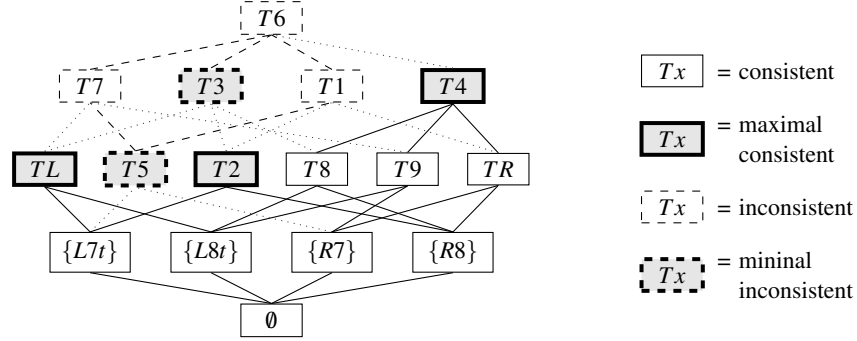 T6
T7 T3 T1 T4
TL T5 T2 T8 T9 TR
{L7t} {L8t} {R7} {R8}
∅
Tx = consistent
Tx = maximal
consistent
Tx = inconsistent
Tx = mininal
inconsistent